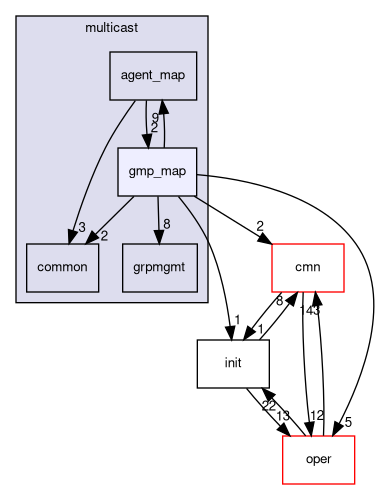 multicast
agent_map
9
2
gmp_map
3
2
8
2
common
grpmgmt
cmn
1
8
1
143
init
22
13
12
5
oper